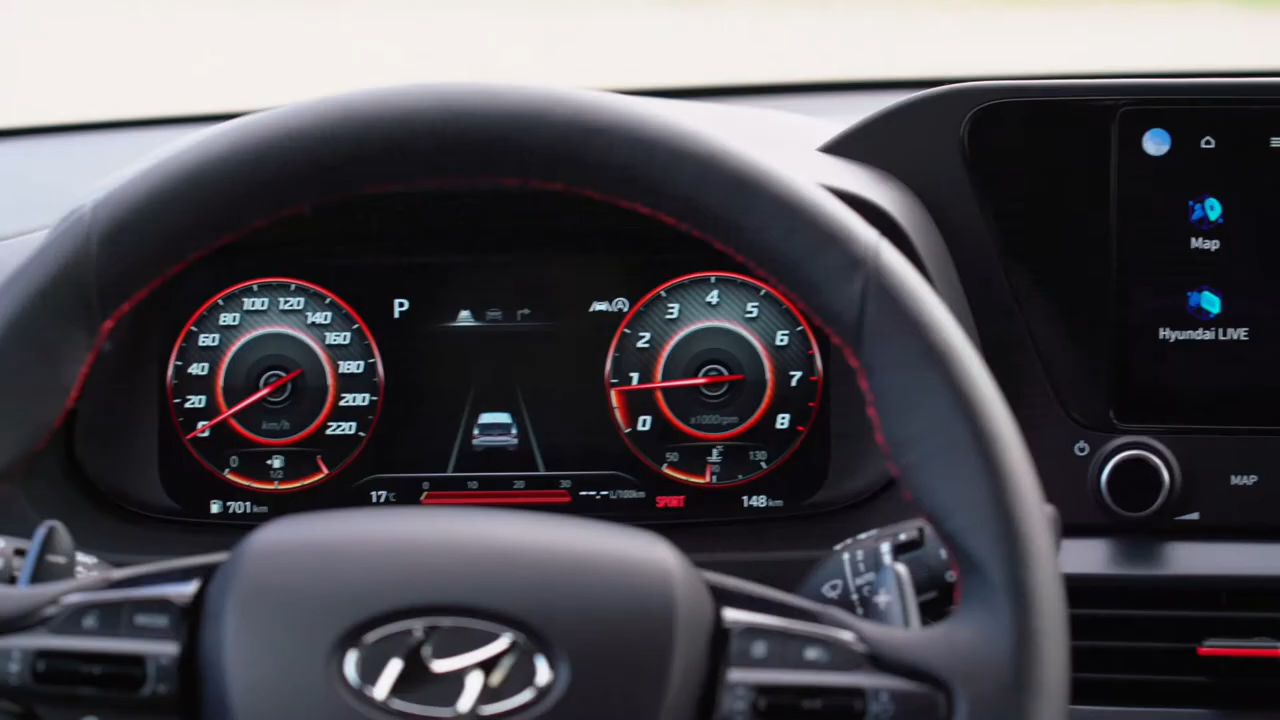 100 120
80 140
60 160
40 180
20 200
0 220
km/h
0 1/2
701 km
P
17°C
0 10 20 30
--.- L/100km
SPORT
4
3 5
2 6
1 7
0 8
x1000rpm
50 90 130
148 km
Map
Hyundai LIVE
MAP